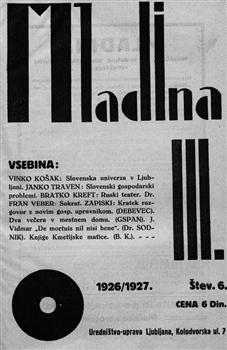 Mladina
III.
VSEBINA:
VINKO KOŠAK: Slovenska univerza v Ljub-
ljani. JANKO TRAVEN: Slovenski gospodarski
problemi. BRATKO KREFT: Ruski teater. Dr.
FRAN VEBER: Sokrat. ZAPISKI: Kratek raz-
govor z novim gosp. upravnikom. (DEBEVEC).
Dva večera v mestnem domu. (GSPAN). J.
Vidmar „De mortuis nil nisi bene“. (Dr. SOD-
NIK). Knjige Kmetijske matice. (B. K.). — — —
1926/1927. Štev. 6.
CENA 6 Din.
Uredništvo-uprava Ljubljana, Kolodvorska ul. 7